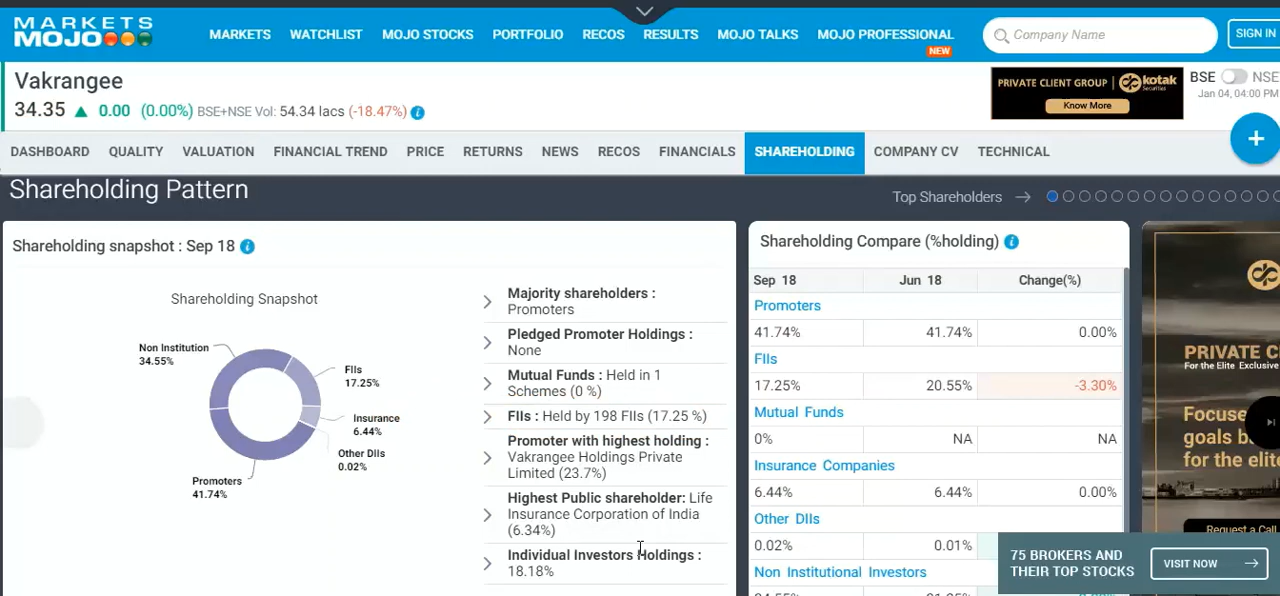 MARKETS
MOJO
MARKETS WATCHLIST MOJO STOCKS PORTFOLIO RECOS RESULTS MOJO TALKS MOJO PROFESSIONAL
NEW
Company Name
SIGN IN
Vakrangee
34.35 ▲ 0.00 (0.00%) BSE+NSE Vol: 54.34 lacs (-18.47%)
PRIVATE CLIENT GROUP | kotak
Securities
Know More
BSE NSE
Jan 04, 04:00 PM
DASHBOARD QUALITY VALUATION FINANCIAL TREND PRICE RETURNS NEWS RECOS FINANCIALS SHAREHOLDING COMPANY CV TECHNICAL
Shareholding Pattern
Top Shareholders →
Shareholding snapshot : Sep 18
Shareholding Snapshot
Non Institution
34.55%
FIIs
17.25%
Insurance
6.44%
Other DIIs
0.02%
Promoters
41.74%
Majority shareholders :
Promoters
Pledged Promoter Holdings :
None
Mutual Funds : Held in 1
Schemes (0 %)
FIIs : Held by 198 FIIs (17.25 %)
Promoter with highest holding :
Vakrangee Holdings Private
Limited (23.7%)
Highest Public shareholder: Life
Insurance Corporation of India
(6.34%)
Individual Investors Holdings :
18.18%
Shareholding Compare (%holding)
Sep 18 Jun 18 Change(%)
Promoters
41.74% 41.74% 0.00%
FIIs
17.25% 20.55% -3.30%
Mutual Funds
0% NA NA
Insurance Companies
6.44% 6.44% 0.00%
Other DIIs
0.02% 0.01%
Non Institutional Investors
PRIVATE C
For the Elite Exclusive
Focuse
goals b
for the elite
Request a Call
75 BROKERS AND
THEIR TOP STOCKS
VISIT NOW →